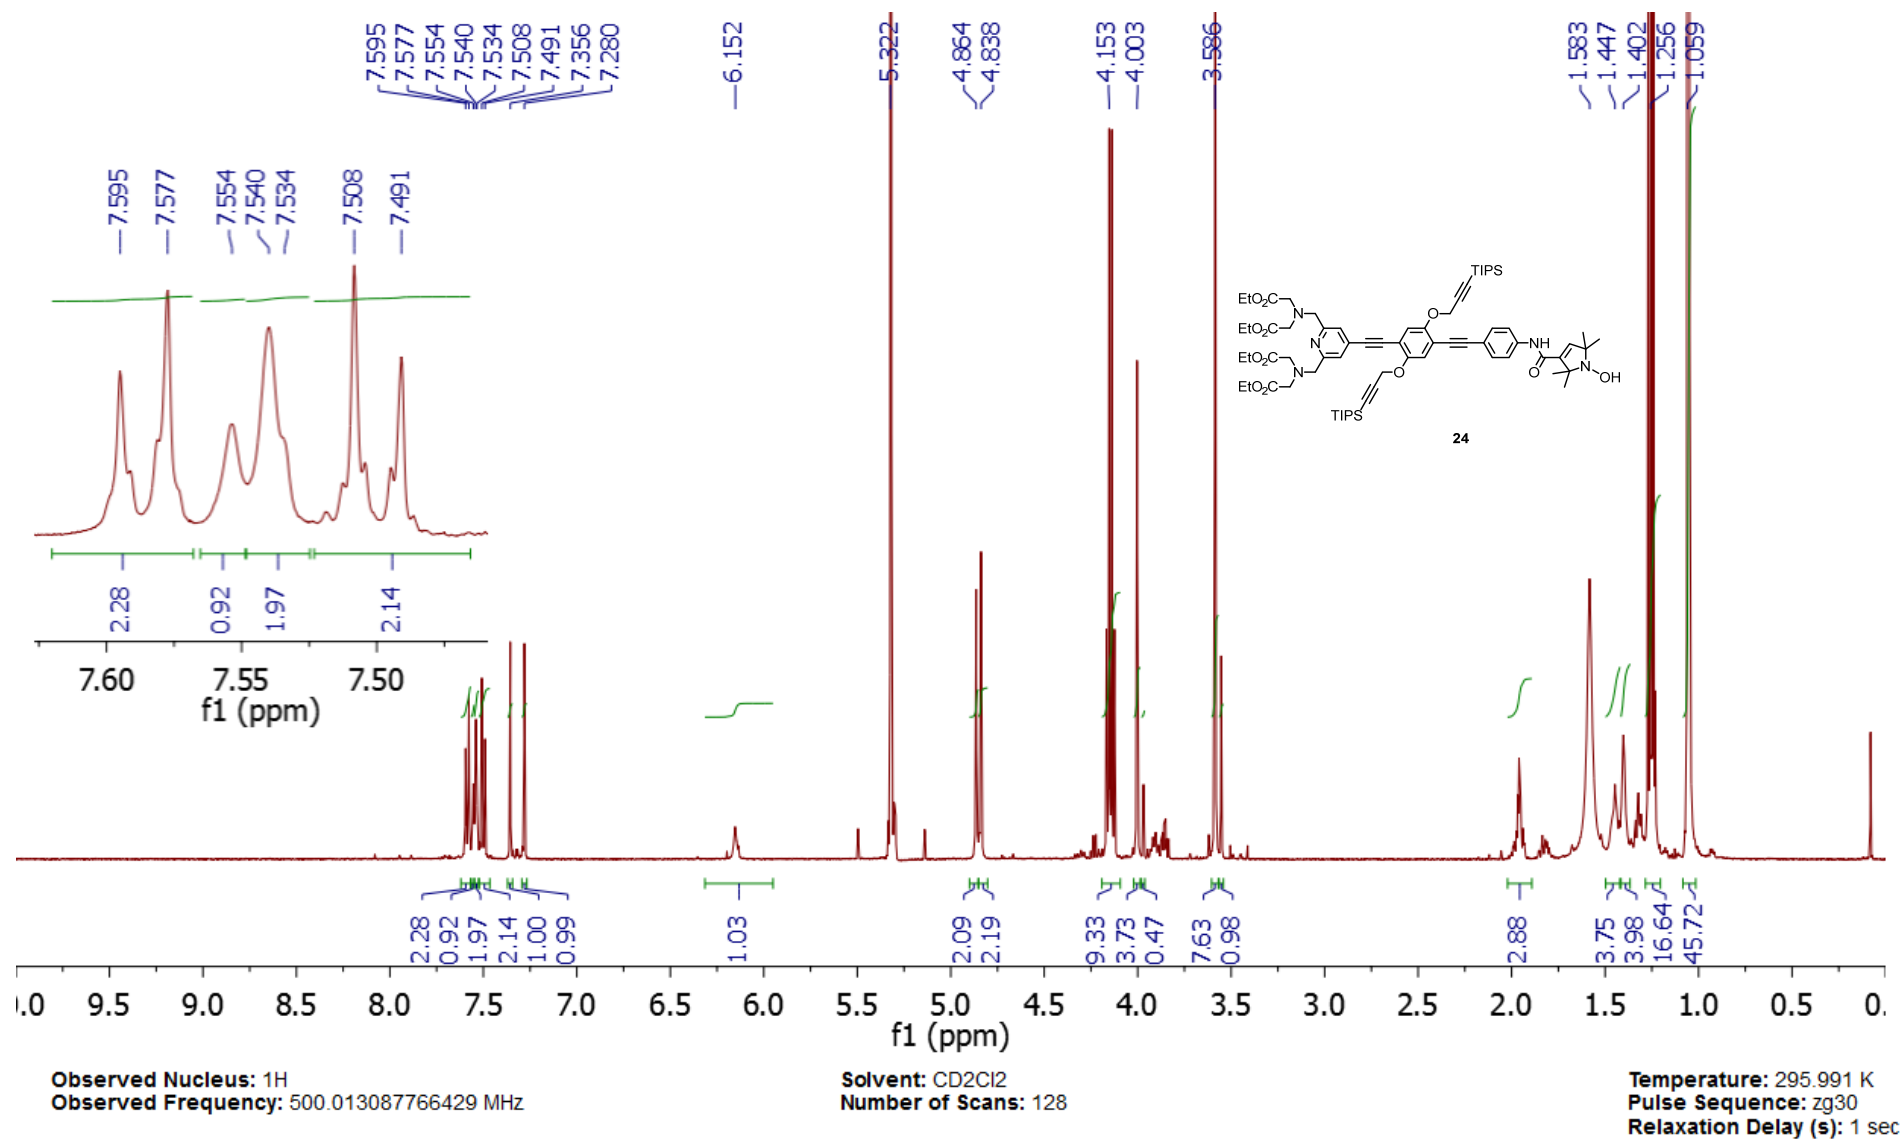 7.595
7.577
7.554
7.540
7.534
7.508
7.491
7.356
7.280
6.152
5.322
4.864
4.838
4.153
4.003
3.586
1.583
1.447
1.402
1.256
1.059
7.595
7.577
7.554
7.540
7.534
7.508
7.491
2.28
0.92
1.97
2.14
7.60 7.55 7.50
f1 (ppm)
TIPS
EtO2C
N
O
EtO2C
N
NH
EtO2C
O
N
OH
N
EtO2C
O
TIPS
24
2.28
0.92
1.97
2.14
1.00
0.99
1.03
2.09
2.19
9.33
3.73
0.47
7.63
0.98
2.88
3.75
3.98
16.64
45.72
).0 9.5 9.0 8.5 8.0 7.5 7.0 6.5 6.0 5.5 5.0 4.5 4.0 3.5 3.0 2.5 2.0 1.5 1.0 0.5 0.
f1 (ppm)
Observed Nucleus: 1H
Observed Frequency: 500.013087766429 MHz
Solvent: CD2Cl2
Number of Scans: 128
Temperature: 295.991 K
Pulse Sequence: zg30
Relaxation Delay (s): 1 sec